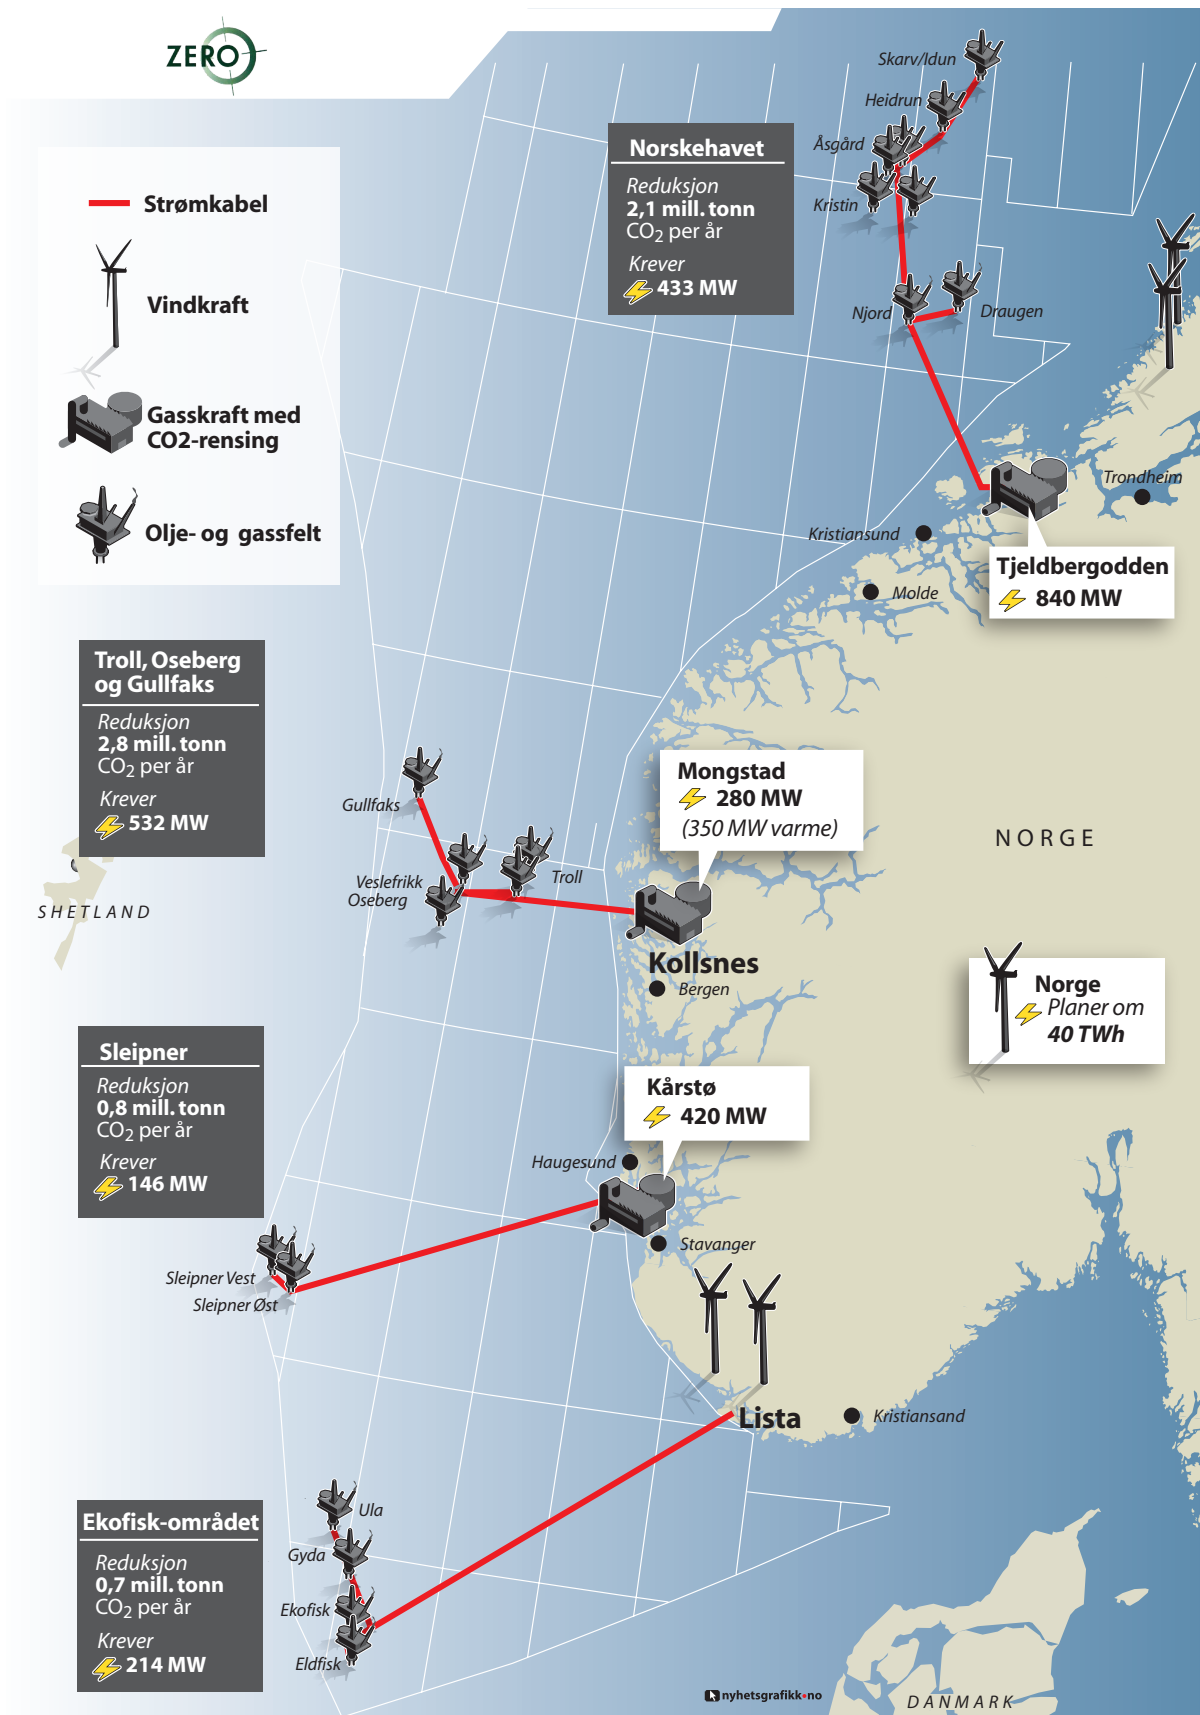 ZERO
Strømkabel
Vindkraft
Gasskraft med
CO2-rensing
Olje- og gassfelt
Skarv/Idun
Heidrun
Åsgård
Kristin
Njord
Draugen
Norskehavet
Reduksjon
2,1 mill. tonn
CO2 per år
Krever
433 MW
Trondheim
Kristiansund
Molde
Tjeldbergodden
840 MW
Troll, Oseberg
og Gullfaks
Reduksjon
2,8 mill. tonn
CO2 per år
Krever
532 MW
SHETLAND
Gullfaks
Veslefrikk
Oseberg
Troll
Mongstad
280 MW
(350 MW varme)
NORGE
Kollsnes
Bergen
Norge
Planer om
40 TWh
Sleipner
Reduksjon
0,8 mill. tonn
CO2 per år
Krever
146 MW
Kårstø
420 MW
Haugesund
Stavanger
Sleipner Vest
Sleipner Øst
Lista
Kristiansand
Ekofisk-området
Reduksjon
0,7 mill. tonn
CO2 per år
Krever
214 MW
Ula
Gyda
Ekofisk
Eldfisk
nyhetsgrafikk•no
DANMARK